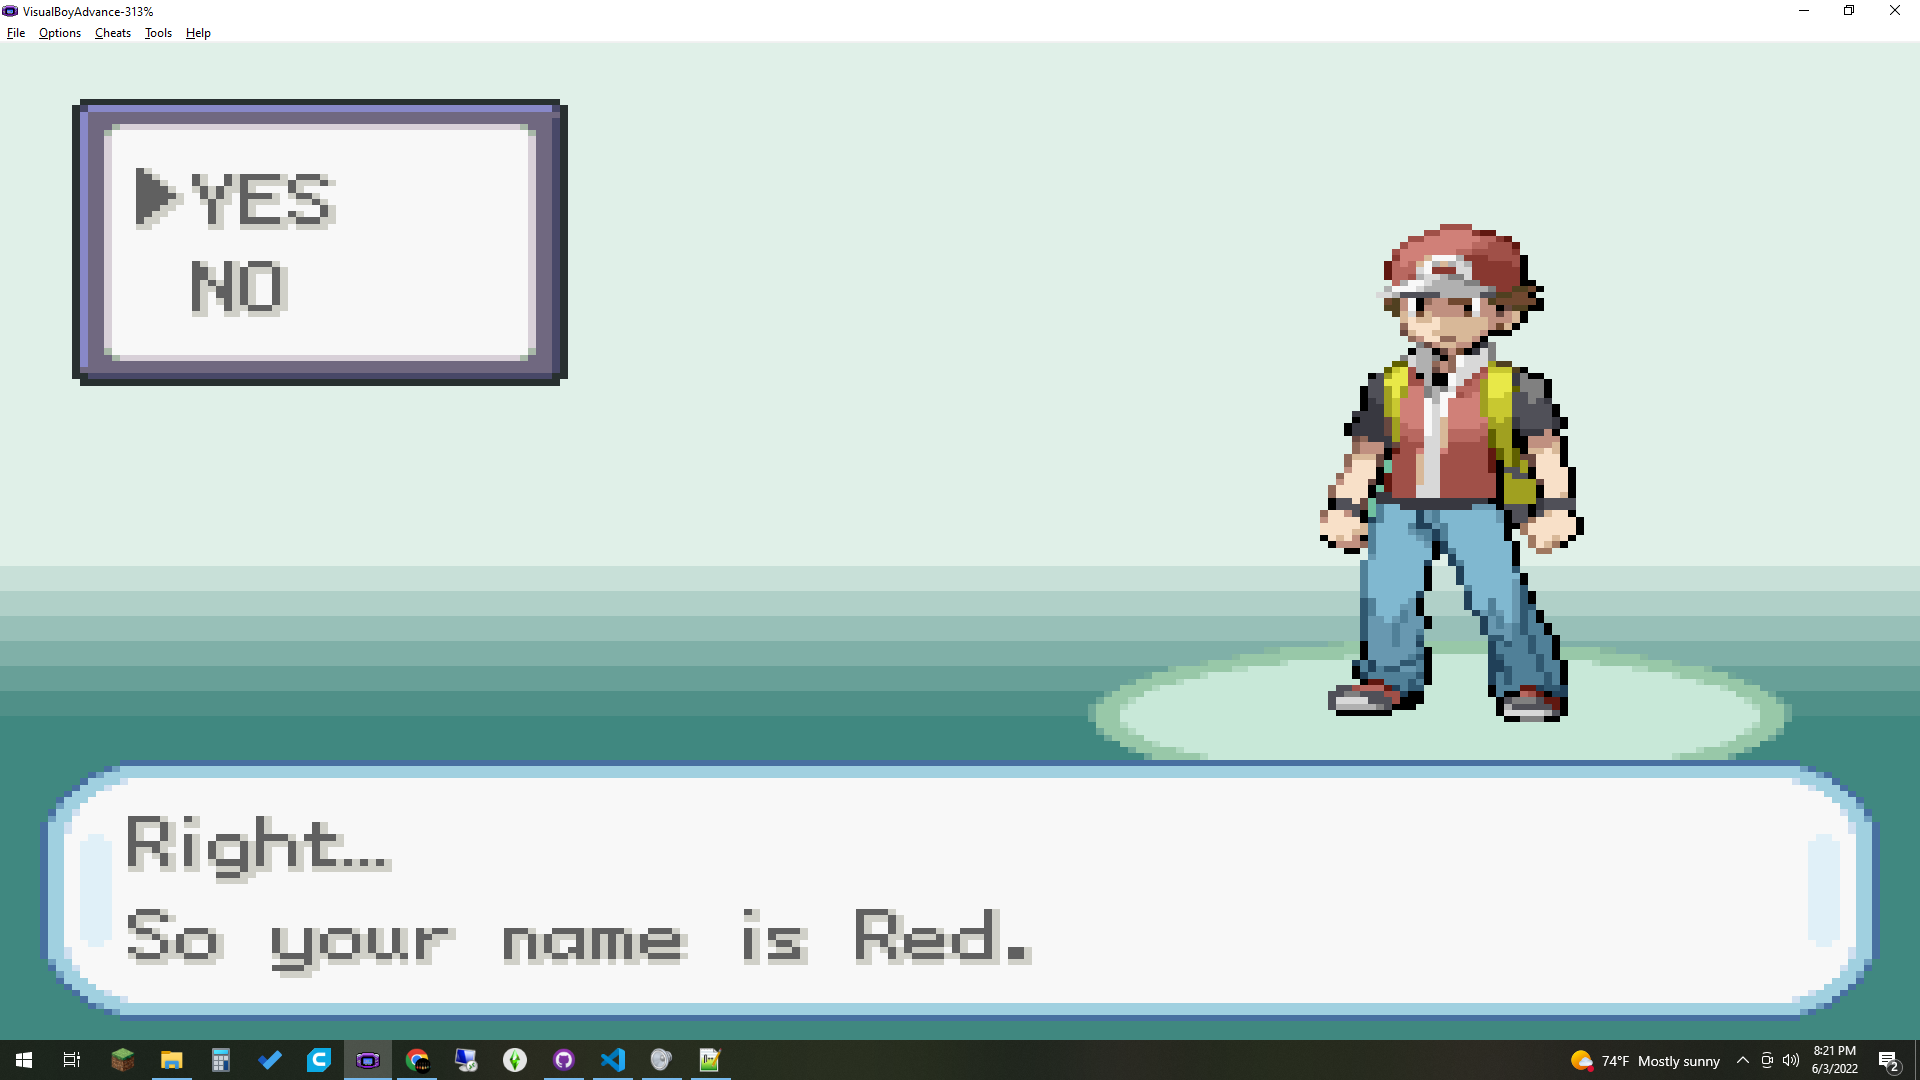 VisualBoyAdvance-313%
File Options Cheats Tools Help
YES
NO
Right…
So your name is Red.
74°F Mostly sunny
8:21 PM
6/3/2022
2